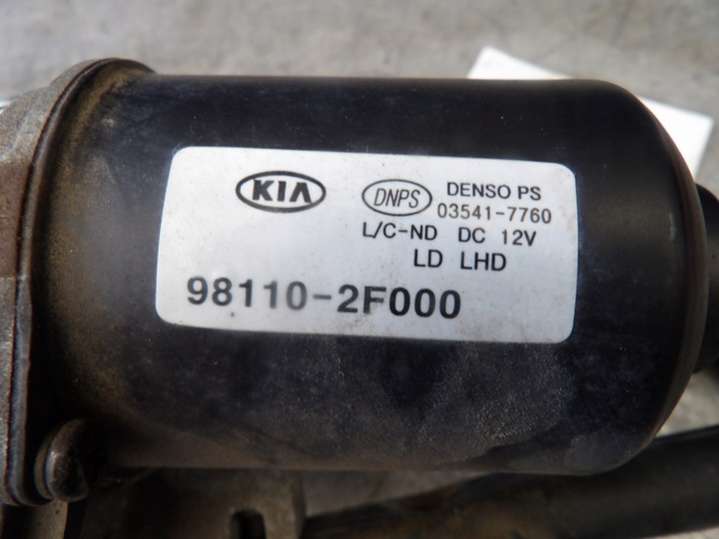 KIA
DNPS
DENSO PS
03541-7760
L/C-ND DC 12V
LD LHD
98110-2F000